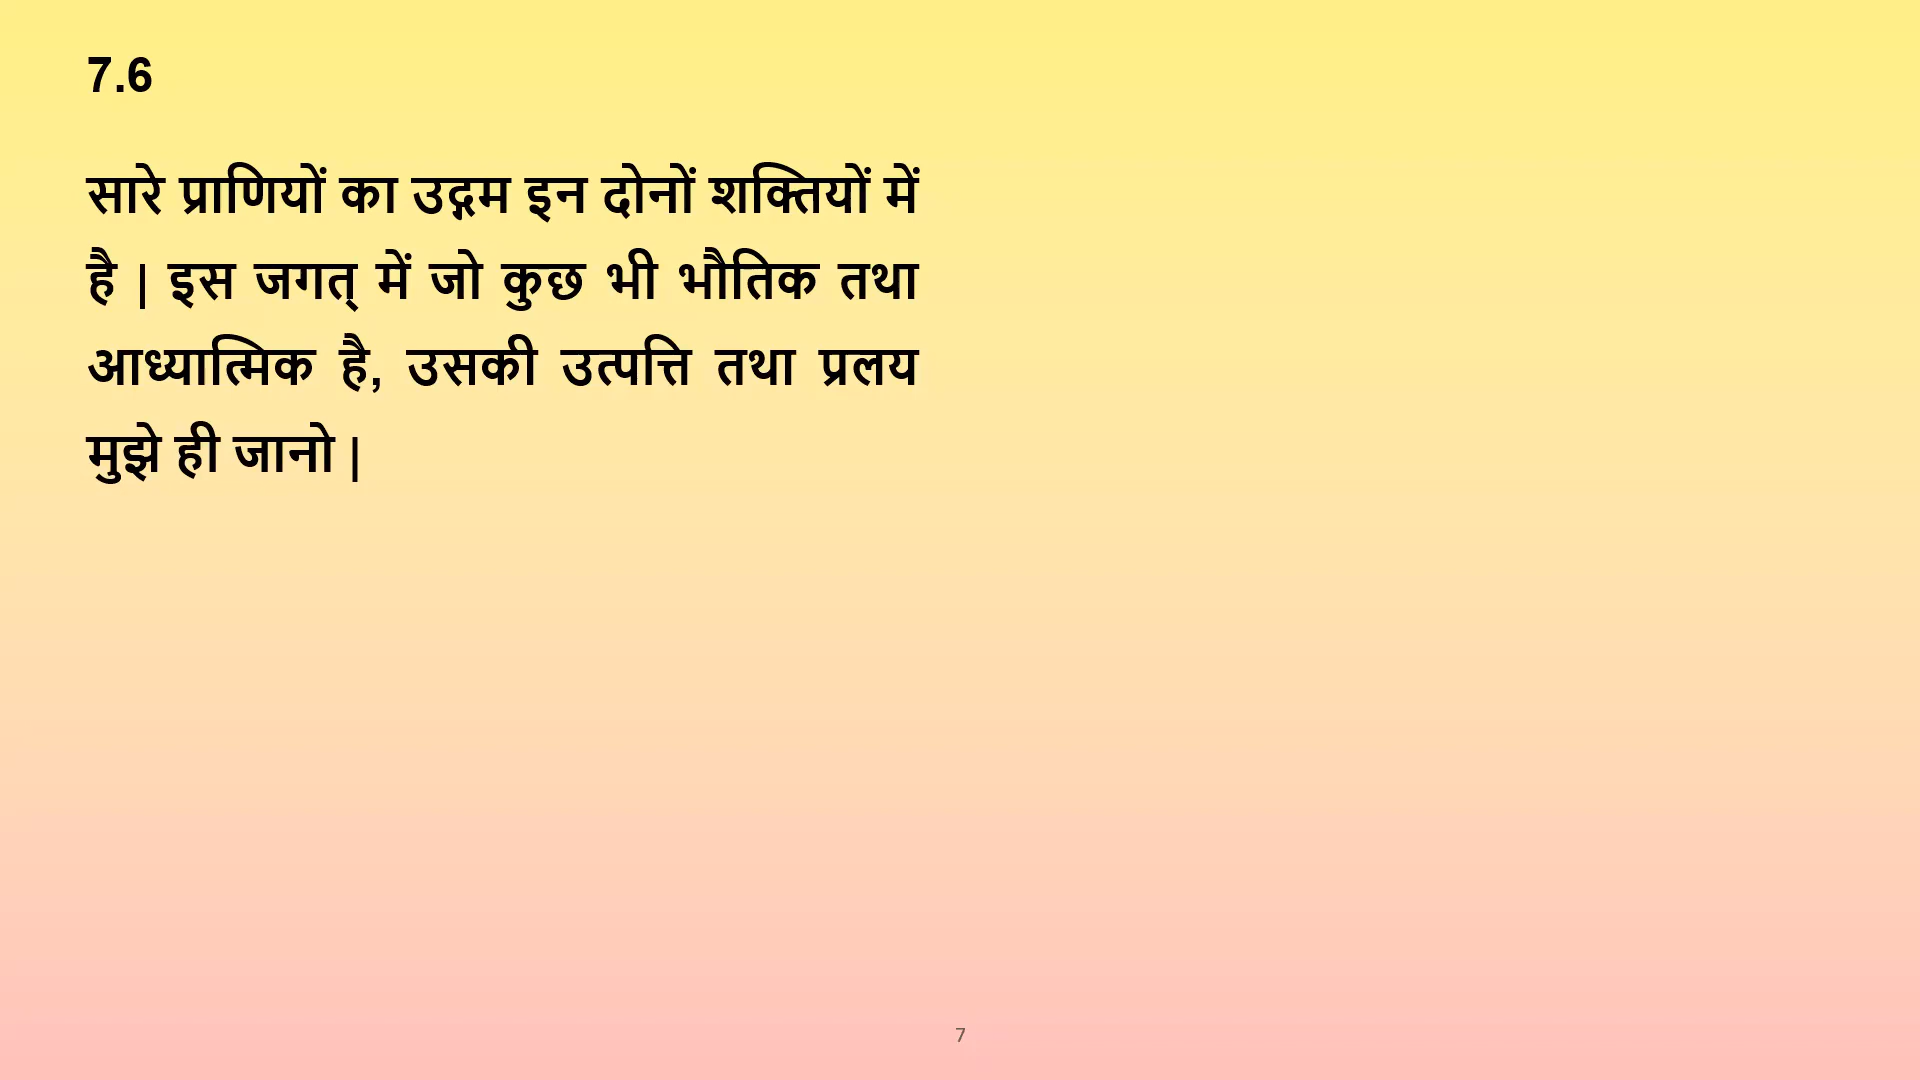 7.6
सारे प्राणियों का उद्गम इन दोनों शक्तियों में
है | इस जगत् में जो कुछ भी भौतिक तथा
आध्यात्मिक है, उसकी उत्पत्ति तथा प्रलय
मुझे ही जानो |
7